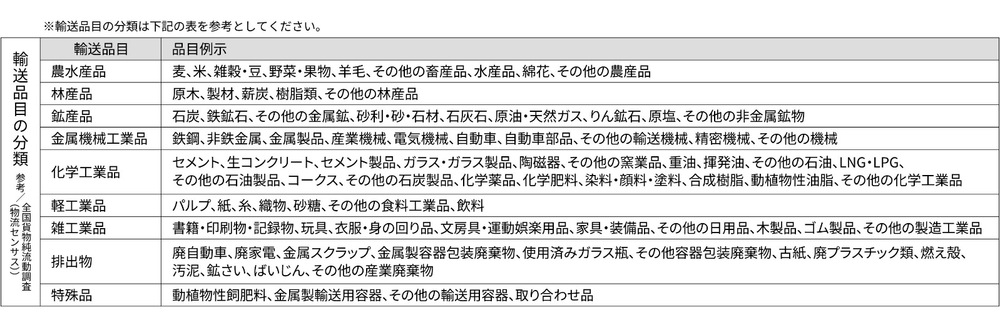 ※輸送品目の分類は下記の表を参考としてください。
輸送品目の分類 参考／(全国貨物純流動調査(物流センサス))
輸送品目 品目例示
農水産品 麦、米、雑穀・豆、野菜・果物、羊毛、その他の畜産品、水産品、綿花、その他の農産品
林産品 原木、製材、薪炭、樹脂類、その他の林産品
鉱産品 石炭、鉄鉱石、その他の金属鉱、砂利・砂・石材、石灰石、原油・天然ガス、りん鉱石、原塩、その他の非金属鉱物
金属機械工業品 鉄鋼、非鉄金属、金属製品、産業機械、電気機械、自動車、自動車部品、その他の輸送機械、精密機械、その他の機械
化学工業品 セメント、生コンクリート、セメント製品、ガラス・ガラス製品、陶磁器、その他の窯業品、重油、揮発油、その他の石油、LNG・LPG、
その他の石油製品、コークス、その他の石炭製品、化学薬品、化学肥料、染料・顔料・塗料、合成樹脂、動植物性油脂、その他の化学工業品
軽工業品 パルプ、紙、糸、織物、砂糖、その他の食料工業品、飲料
雑工業品 書籍・印刷物・記録物、玩具、衣服・身の回り品、文房具・運動娯楽用品、家具・装備品、その他の日用品、木製品、ゴム製品、その他の製造工業品
排出物 廃自動車、廃家電、金属スクラップ、金属製容器包装廃棄物、使用済みガラス瓶、その他容器包装廃棄物、古紙、廃プラスチック類、燃え殻、
汚泥、鉱さい、ばいじん、その他の産業廃棄物
特殊品 動植物性飼肥料、金属製輸送用容器、その他の輸送用容器、取り合わせ品